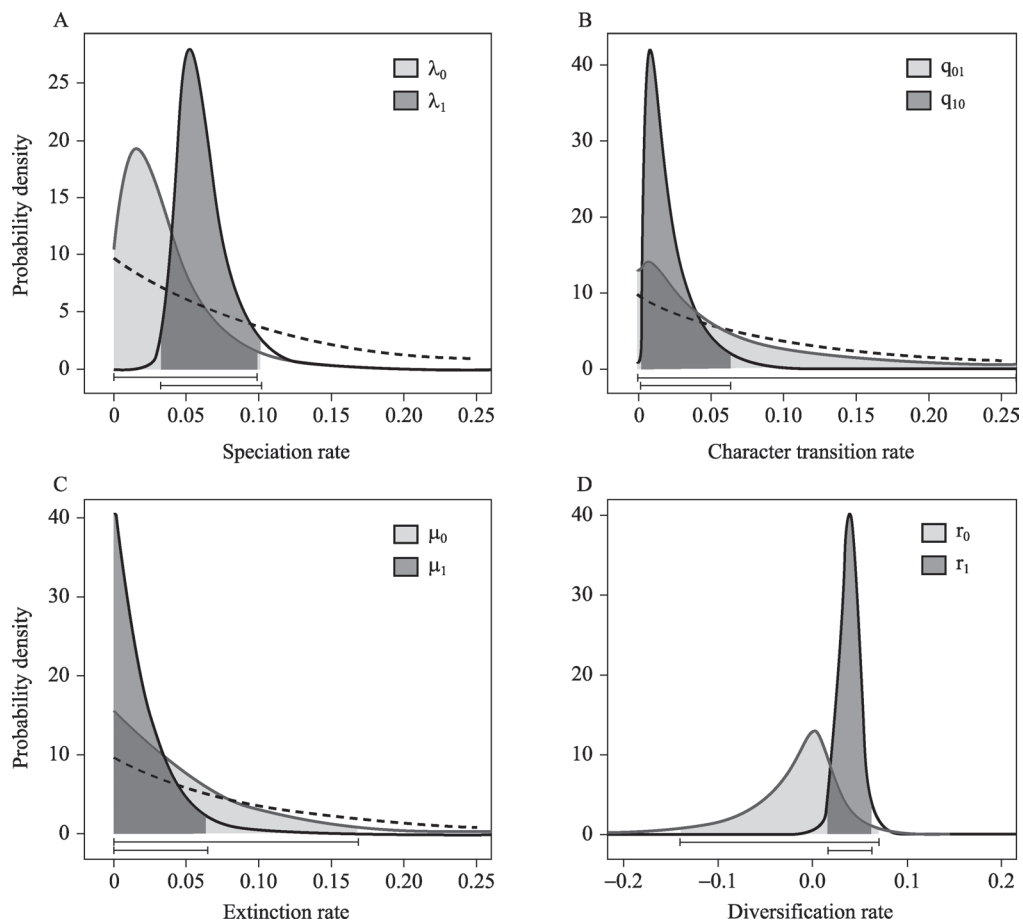 A
25
20
15
10
5
0
Probability density
λ0
λ1
0 0.05 0.10 0.15 0.20 0.25
Speciation rate
B
40
30
20
10
0
q01
q10
0 0.05 0.10 0.15 0.20 0.25
Character transition rate
C
40
30
20
10
0
Probability density
μ0
μ1
0 0.05 0.10 0.15 0.20 0.25
Extinction rate
D
40
30
20
10
0
r0
r1
–0.2 –0.1 0.0 0.1 0.2
Diversification rate